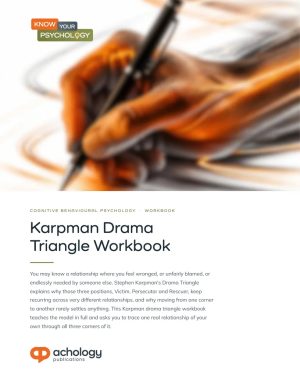 KNOW YOUR
PSYCHOLOGY
COGNITIVE BEHAVIOURAL PSYCHOLOGY WORKBOOK
Karpman Drama
Triangle Workbook
You may know a relationship where you feel wronged, or unfairly blamed, or
endlessly needed by someone else. Stephen Karpman's Drama Triangle
explains why those three positions, Victim, Persecutor and Rescuer, keep
recurring across very different relationships, and why moving from one
corner to another rarely settles anything. This Karpman drama triangle workbook
teaches the model in full and asks you to trace one real relationship of your
own through all three corners of it
achology
publications